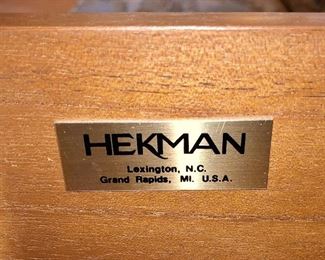 HEKMAN
Lexington, N.C.
Grand Rapids, MI. U.S.A.